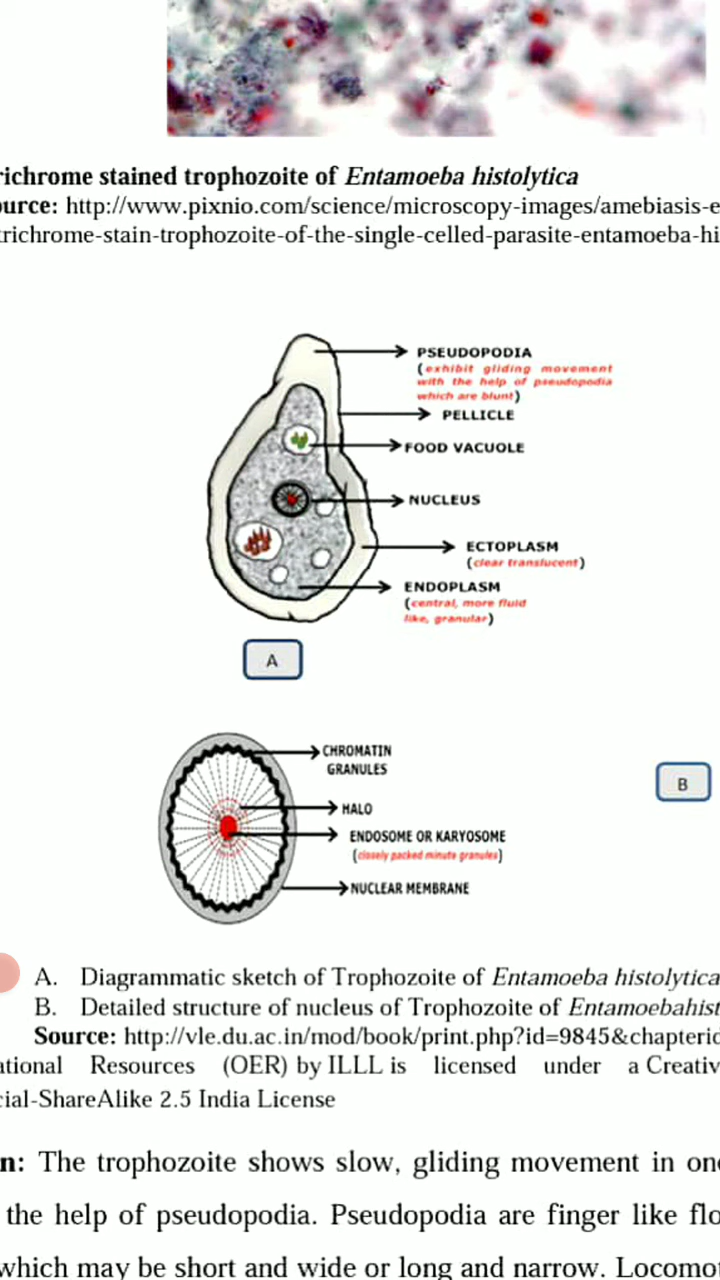 richrome stained trophozoite of Entamoeba histolytica
ource: http://www.pixnio.com/science/microscopy-images/amebiasis-e
trichrome-stain-trophozoite-of-the-single-celled-parasite-entamoeba-hi
PSEUDOPODIA
(exhibit gliding movement
with the help of pseudopodia
which are blunt)
PELLICLE
FOOD VACUOLE
NUCLEUS
ECTOPLASM
(clear translucent)
ENDOPLASM
(central, more fluid
like, granular)
A
CHROMATIN
GRANULES
B
HALO
ENDOSOME OR KARYOSOME
(closely packed minute granules)
NUCLEAR MEMBRANE
A. Diagrammatic sketch of Trophozoite of Entamoeba histolytica
B. Detailed structure of nucleus of Trophozoite of Entamoebahist
Source: http://vle.du.ac.in/mod/book/print.php?id=9845&chapterid
ational Resources (OER) by ILLL is licensed under a Creativ
cial-ShareAlike 2.5 India License
n: The trophozoite shows slow, gliding movement in one
the help of pseudopodia. Pseudopodia are finger like flo
which may be short and wide or long and narrow. Locomo